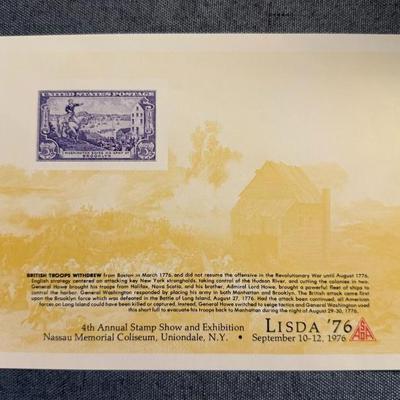 UNITED STATES POSTAGE
WASHINGTON SAVES HIS ARMY AT
BROOKLYN
BRITISH TROOPS WITHDREW from Boston in March 1776, and did not resume the offensive in the Revolutionary War until August 1776.
English strategy centered on attacking key New York strongholds, taking control of the Hudson River, and cutting the colonies in two.
General Howe brought his troops from Halifax, Nova Scotia, and his brother, Admiral Lord Howe, brought a powerful fleet of ships to
control the harbor. General Washington responded by placing his army in both Manhattan and Brooklyn. The British attack came first
upon the Brooklyn force which was defeated in the Battle of Long Island, August 27, 1776. Had the attack been continued, all American
forces on Long Island could have been killed or captured. Instead, General Howe switched to seige tactics and General Washington used
this short lull to evacuate his troops back to Manhattan during the night of August 29-30, 1776.
4th Annual Stamp Show and Exhibition
Nassau Memorial Coliseum, Uniondale, N.Y. •
LISDA '76
September 10-12, 1976